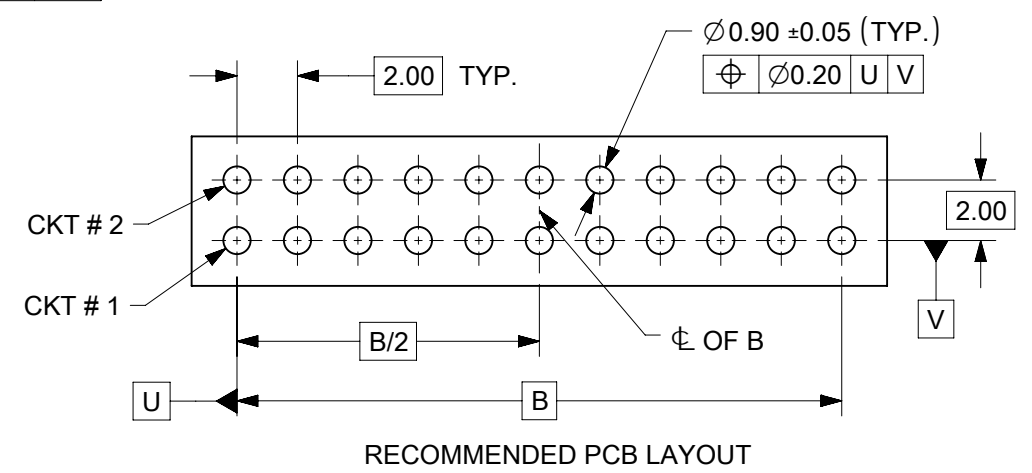 ⌀0.90 ±0.05 (TYP.)
⌖ ⌀0.20 U V
2.00 TYP.
CKT # 2
2.00
CKT # 1
V
B/2
℄ OF B
U
B
RECOMMENDED PCB LAYOUT